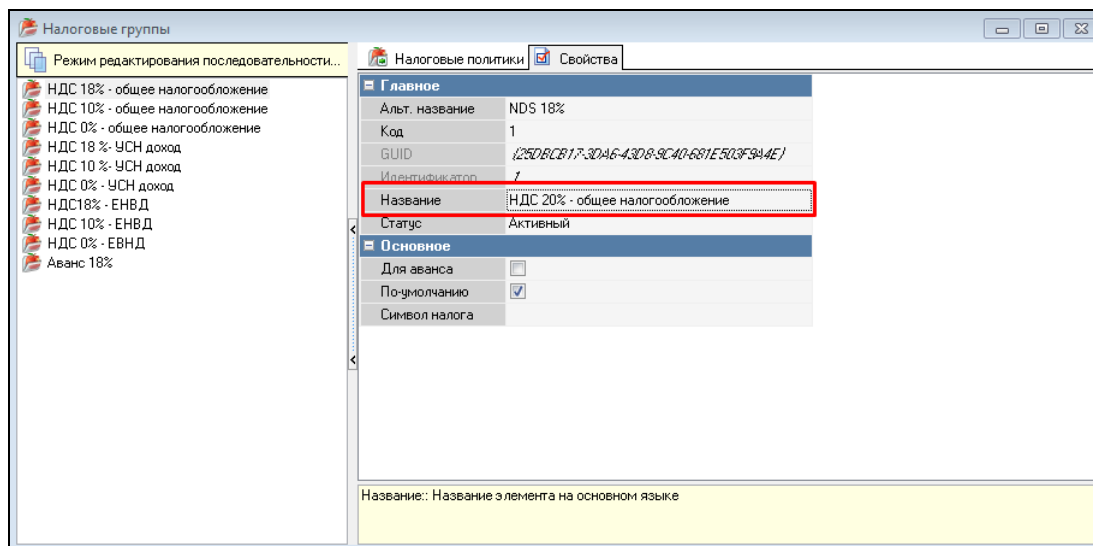 Налоговые группы
Режим редактирования последовательности...
НДС 18% - общее налогообложение
НДС 10% - общее налогообложение
НДС 0% - общее налогообложение
НДС 18 %- УСН доход
НДС 10 %- УСН доход
НДС 0% - УСН доход
НДС18% - ЕНВД
НДС 10% - ЕНВД
НДС 0% - ЕВНД
Аванс 18%
Налоговые политики Свойства
Главное
Альт. название NDS 18%
Код 1
GUID {25DBCB17-3DA6-43D8-9C40-681E503F9A4E}
Идентификатор 1
Название НДС 20% - общее налогообложение
Статус Активный
Основное
Для аванса
По-умолчанию
Символ налога
Название:: Название элемента на основном языке